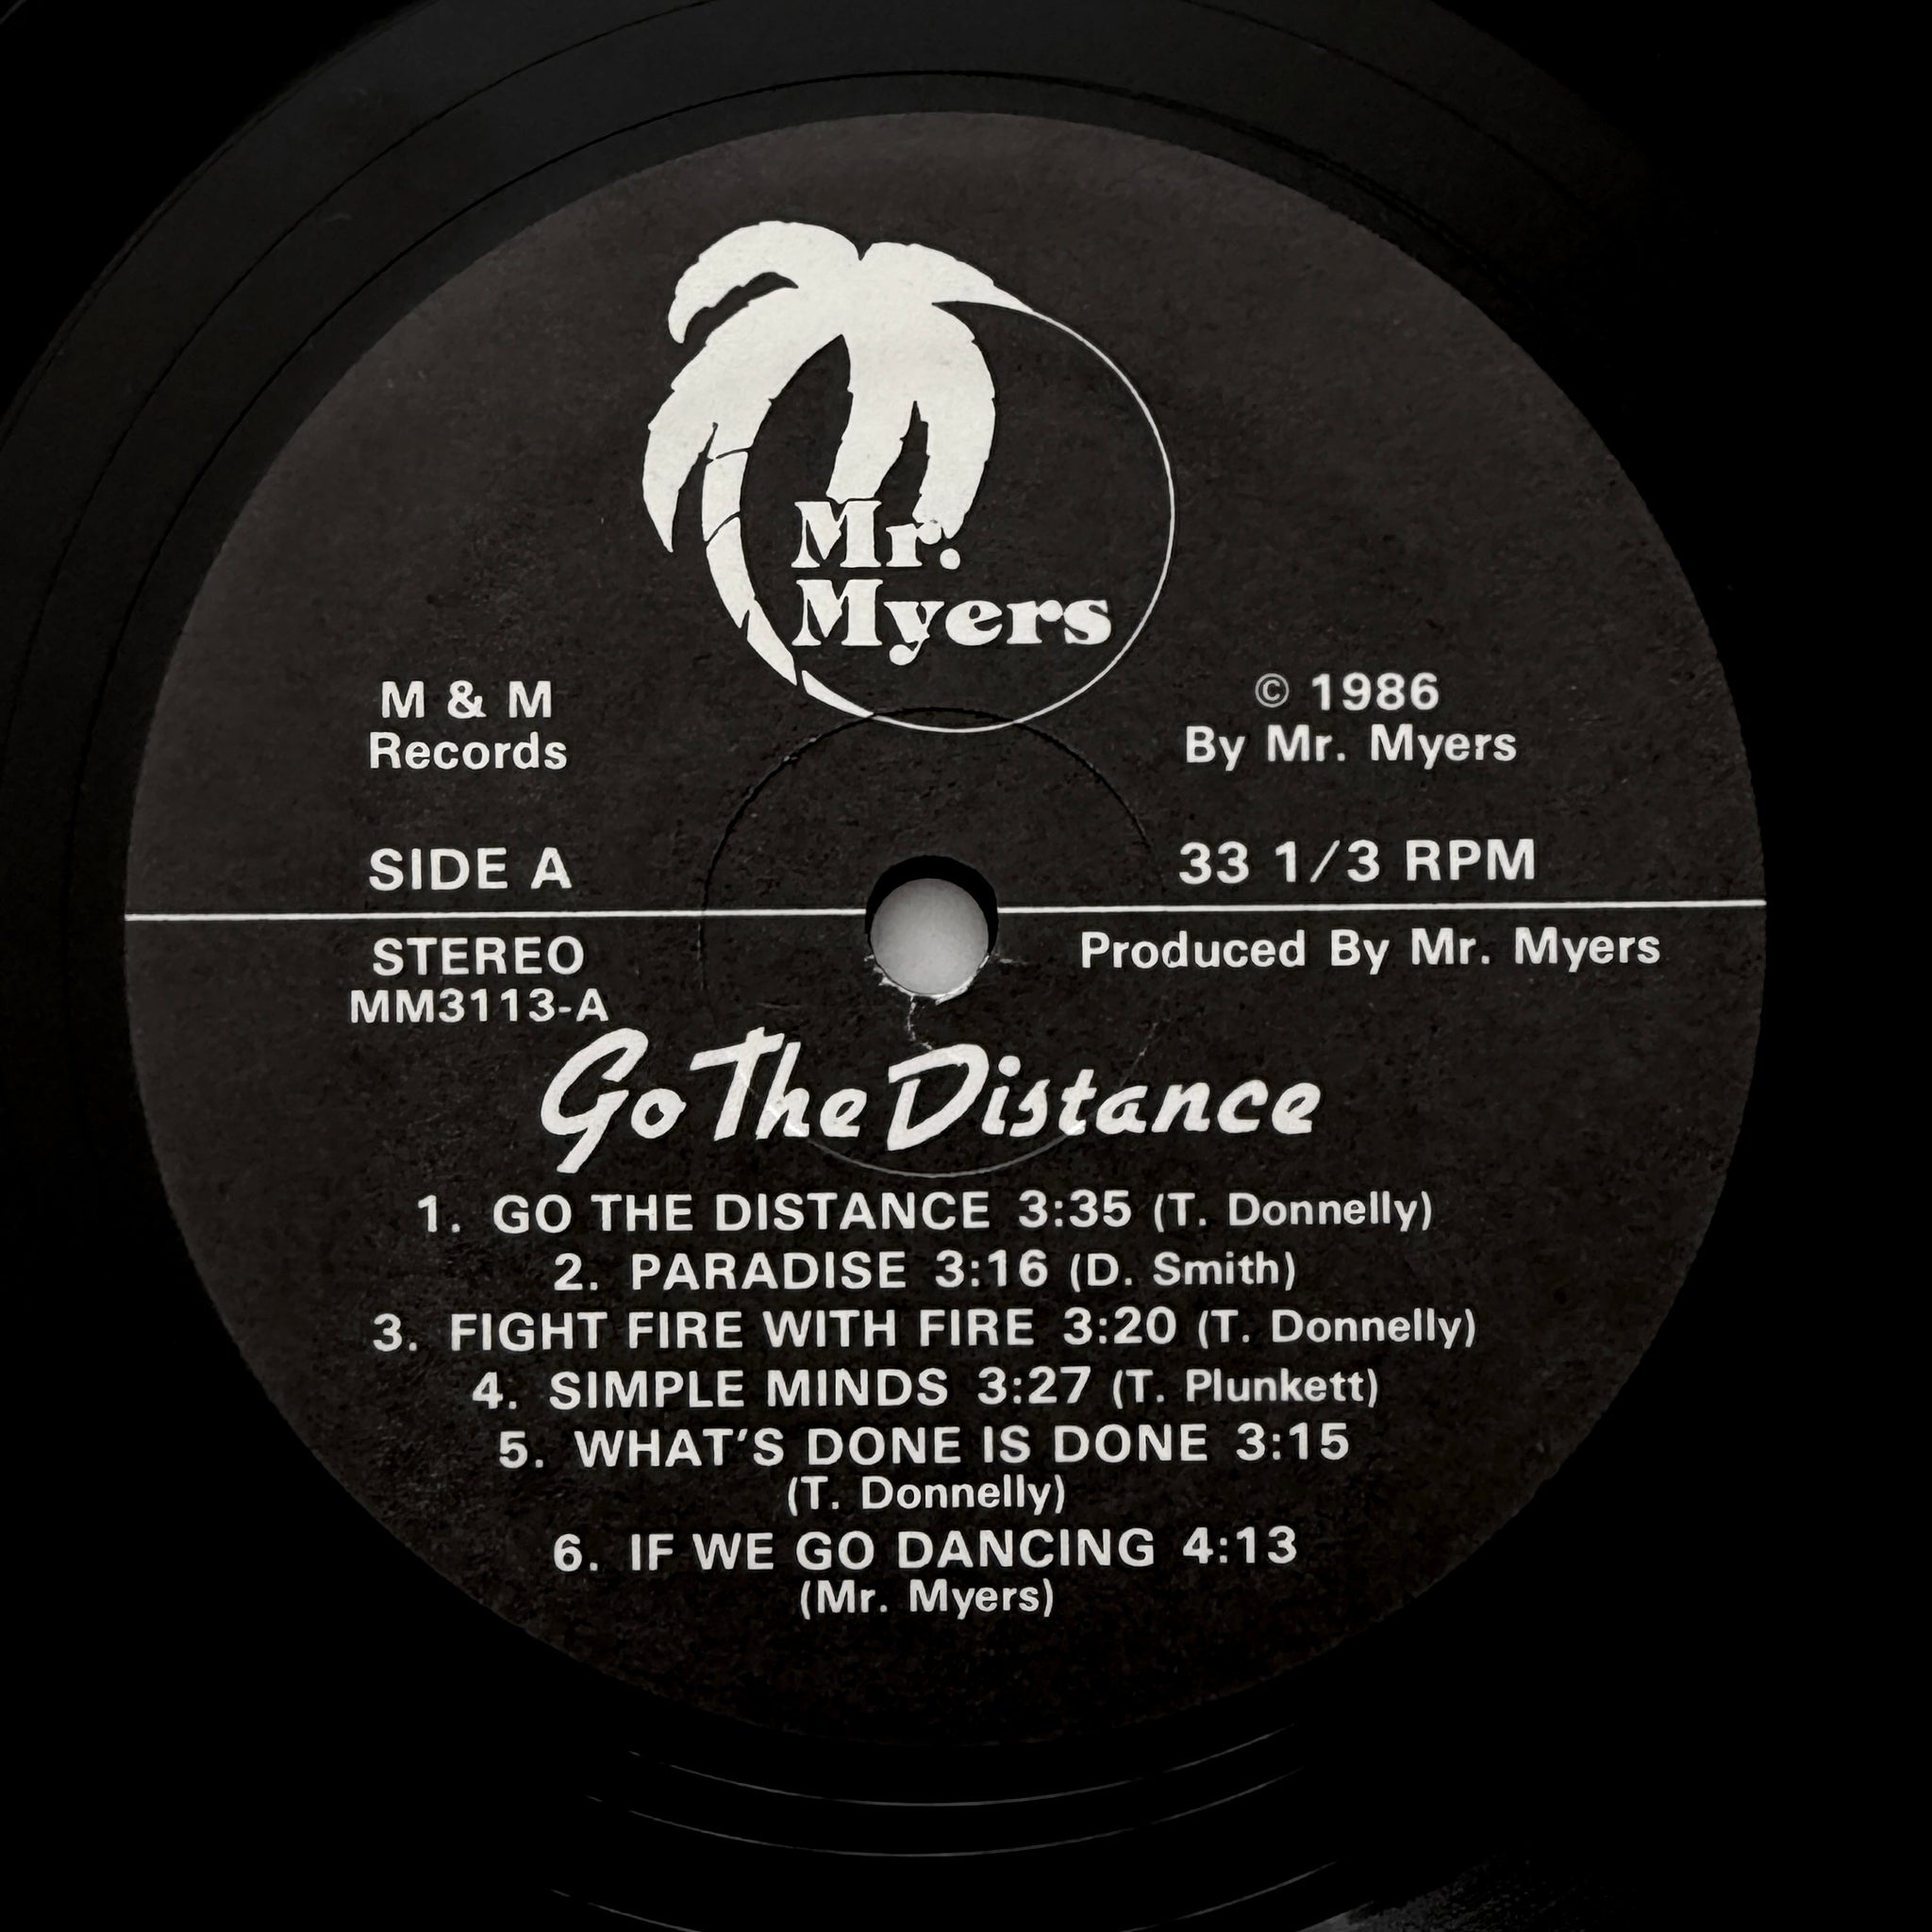 Mr.
Myers
M & M
Records
© 1986
By Mr. Myers
SIDE A
33 1/3 RPM
STEREO
MM3113-A
Produced By Mr. Myers
Go The Distance
1. GO THE DISTANCE 3:35 (T. Donnelly)
2. PARADISE 3:16 (D. Smith)
3. FIGHT FIRE WITH FIRE 3:20 (T. Donnelly)
4. SIMPLE MINDS 3:27 (T. Plunkett)
5. WHAT'S DONE IS DONE 3:15
(T. Donnelly)
6. IF WE GO DANCING 4:13
(Mr. Myers)